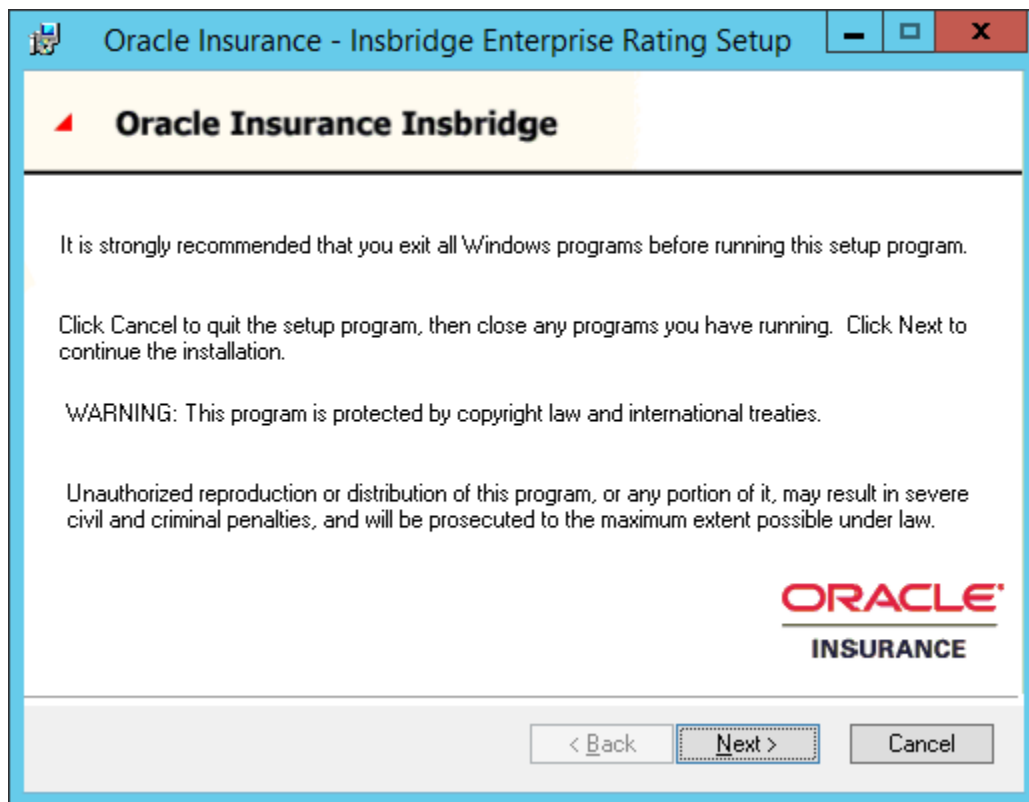 Oracle Insurance - Insbridge Enterprise Rating Setup
Oracle Insurance Insbridge
It is strongly recommended that you exit all Windows programs before running this setup program.
Click Cancel to quit the setup program, then close any programs you have running.  Click Next to
continue the installation.
WARNING: This program is protected by copyright law and international treaties.
Unauthorized reproduction or distribution of this program, or any portion of it, may result in severe
civil and criminal penalties, and will be prosecuted to the maximum extent possible under law.
ORACLE
INSURANCE
< Back
Next >
Cancel